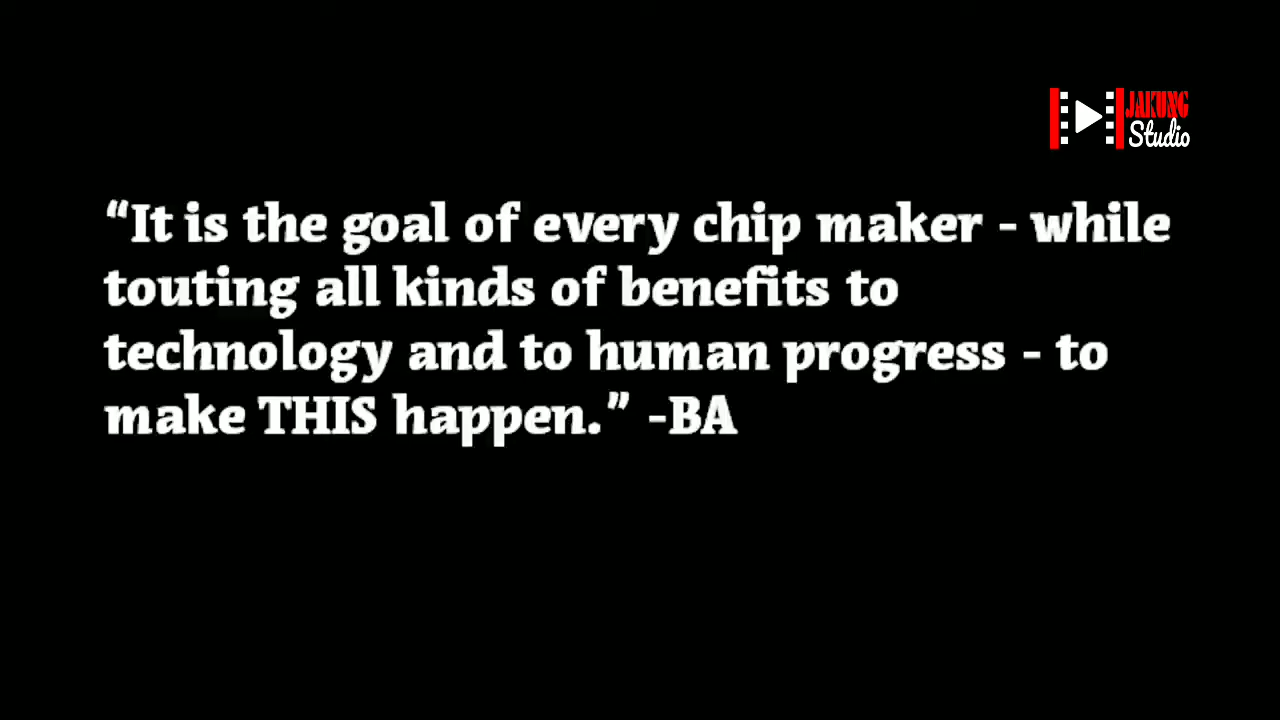 JAKUNG
Studio
“It is the goal of every chip maker - while
touting all kinds of benefits to
technology and to human progress - to
make THIS happen.” -BA